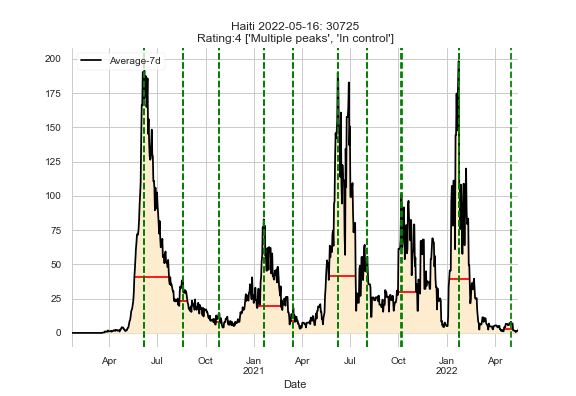 Haiti 2022-05-16: 30725
Rating:4 ['Multiple peaks', 'In control']
Average-7d
200
175
150
125
100
75
50
25
0
Apr Jul Oct Jan Apr Jul Oct Jan Apr
2021 2022
Date